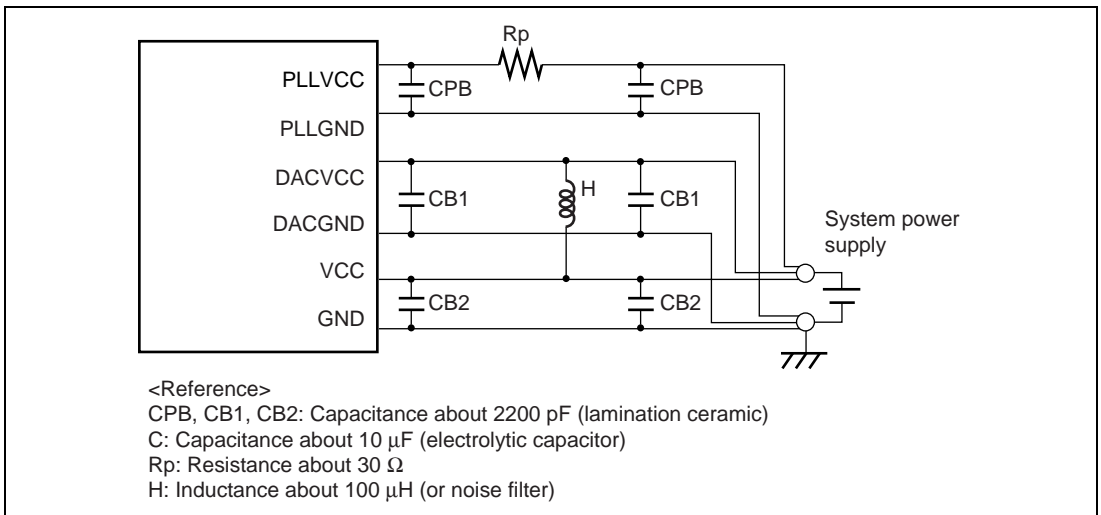 Rp
PLLVCC
CPB
CPB
PLLGND
DACVCC
H
CB1
CB1
DACGND
System power
supply
VCC
CB2
CB2
GND
<Reference>
CPB, CB1, CB2: Capacitance about 2200 pF (lamination ceramic)
C: Capacitance about 10 μF (electrolytic capacitor)
Rp: Resistance about 30 Ω
H: Inductance about 100 μH (or noise filter)